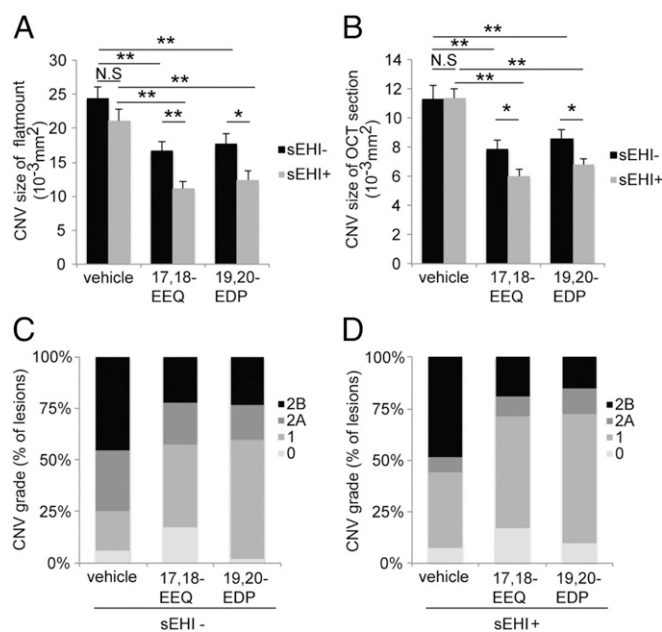 A
CNV size of flatmount
(10⁻³mm²)
30
25
20
15
10
5
0
**
**
N.S
**
**
**
*
sEHI-
sEHI+
vehicle
17,18-
EEQ
19,20-
EDP
B
CNV size of OCT section
(10⁻³mm²)
14
12
10
8
6
4
2
0
**
**
N.S
**
**
*
*
sEHI-
sEHI+
vehicle
17,18-
EEQ
19,20-
EDP
C
CNV grade (% of lesions)
100%
75%
50%
25%
0%
2B
2A
1
0
vehicle
17,18-
EEQ
19,20-
EDP
sEHI -
D
CNV grade (% of lesions)
100%
75%
50%
25%
0%
2B
2A
1
0
vehicle
17,18-
EEQ
19,20-
EDP
sEHI +